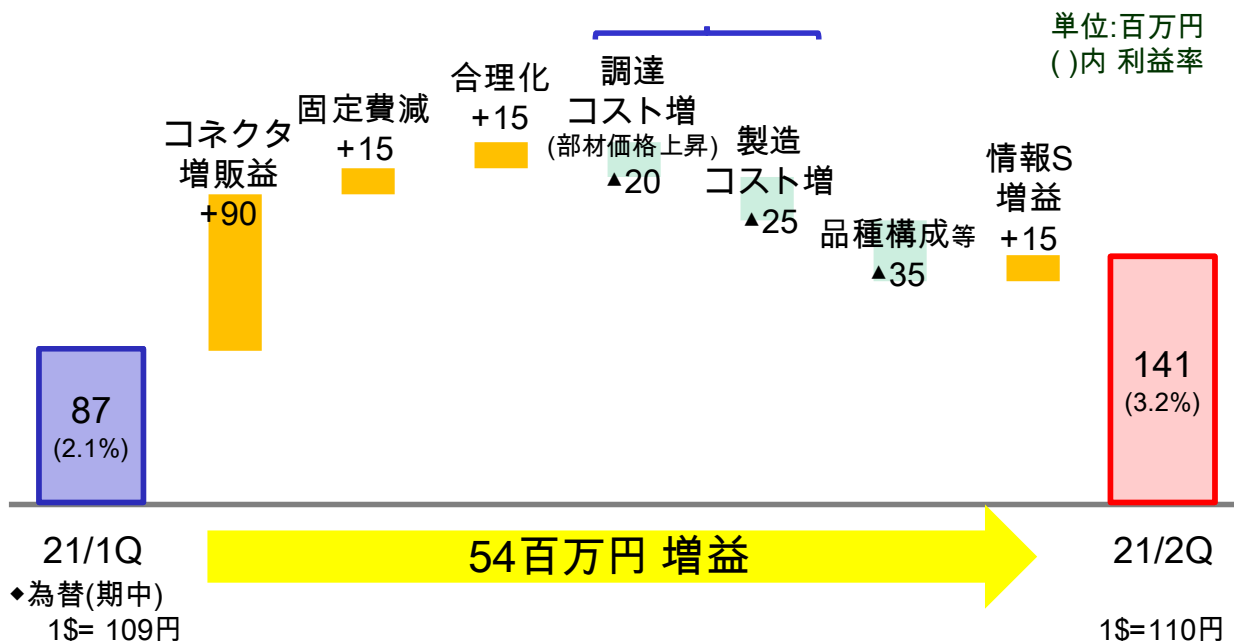 単位:百万円
( )内 利益率
コネクタ
増販益
+90
固定費減
+15
合理化
+15
調達
コスト増
(部材価格上昇)
▲20
製造
コスト増
▲25
品種構成等
▲35
情報S
増益
+15
87
(2.1%)
141
(3.2%)
21/1Q
54百万円 増益
21/2Q
◆為替(期中)
1$= 109円
1$=110円